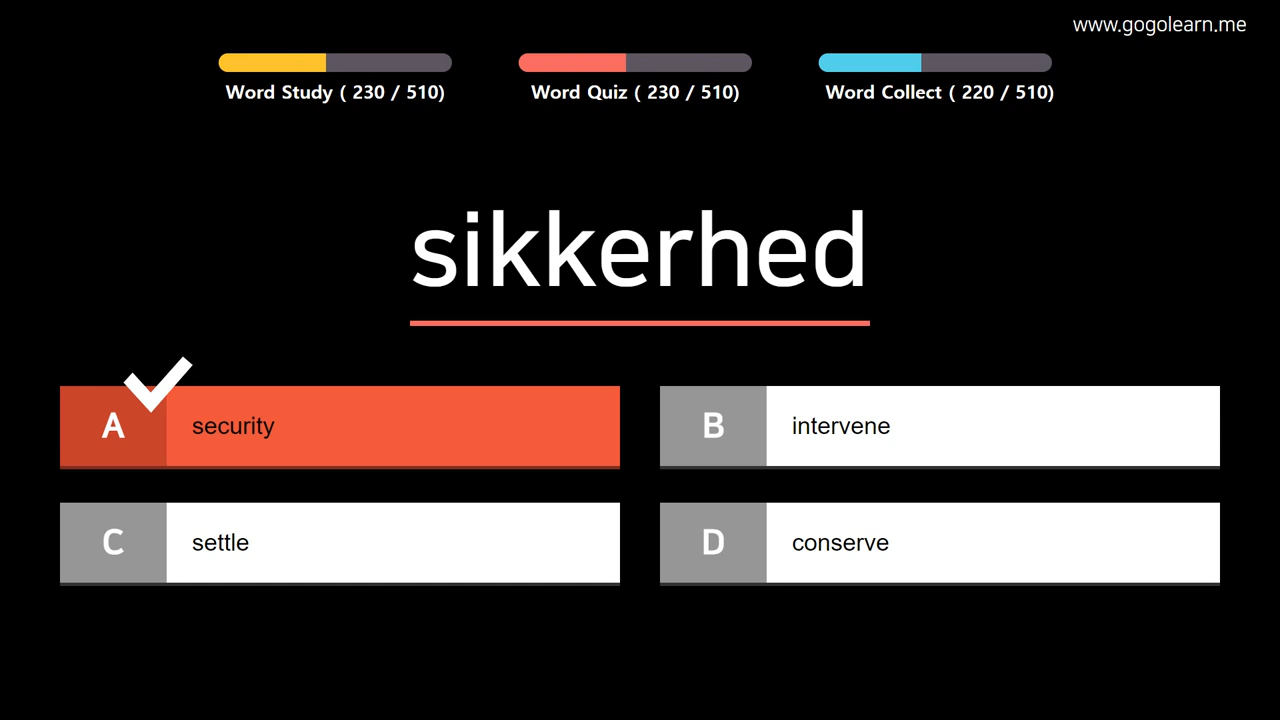 www.gogolearn.me
Word Study ( 230 / 510)
Word Quiz ( 230 / 510)
Word Collect ( 220 / 510)
sikkerhed
A security
B intervene
C settle
D conserve